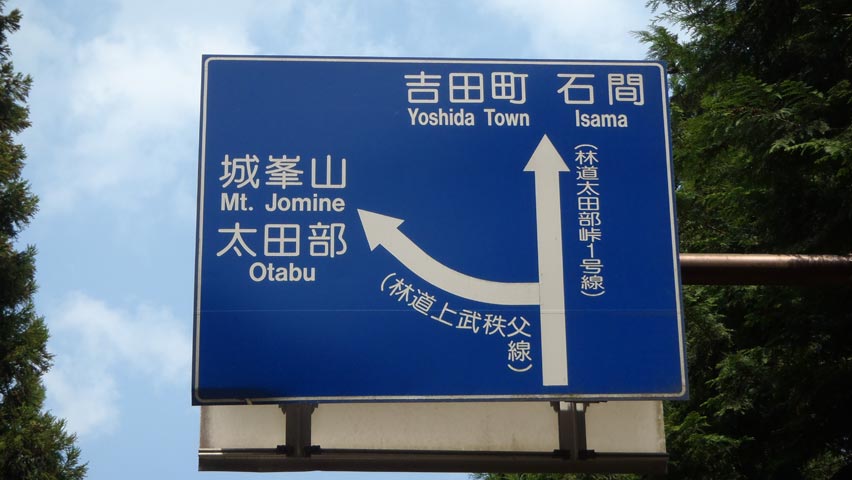 吉田町 石間
Yoshida Town Isama
城峯山
Mt. Jomine
太田部
Otabu
(林道太田部峠1号線)
(林道上武秩父線)